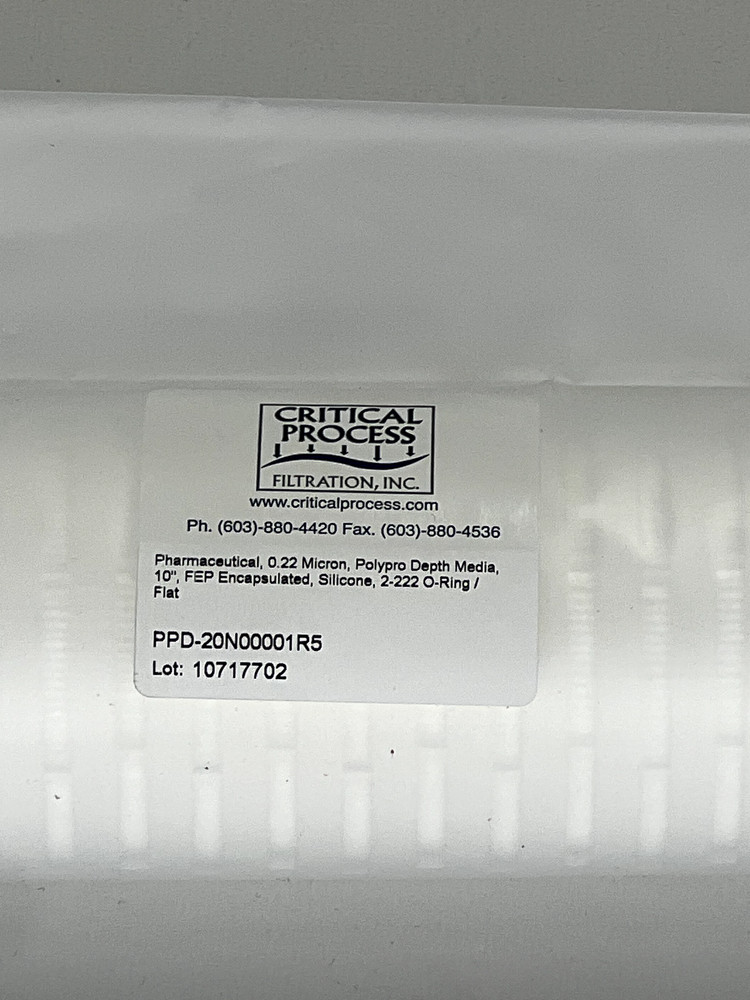 CRITICAL
PROCESS
FILTRATION, INC.
www.criticalprocess.com
Ph. (603)-880-4420 Fax. (603)-880-4536
Pharmaceutical, 0.22 Micron, Polypro Depth Media,
10", FEP Encapsulated, Silicone, 2-222 O-Ring /
Flat
PPD-20N00001R5
Lot: 10717702